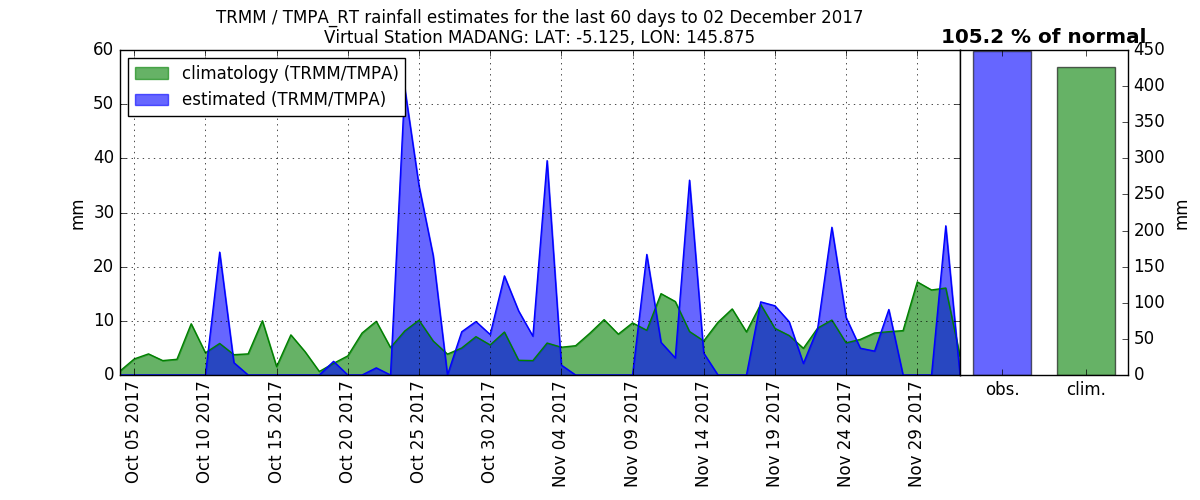 TRMM / TMPA_RT rainfall estimates for the last 60 days to 02 December 2017
Virtual Station MADANG: LAT: -5.125, LON: 145.875
105.2 % of normal
climatology (TRMM/TMPA)
estimated (TRMM/TMPA)
60
50
40
30
20
10
0
mm
450
400
350
300
250
200
150
100
50
0
mm
Oct 05 2017
Oct 10 2017
Oct 15 2017
Oct 20 2017
Oct 25 2017
Oct 30 2017
Nov 04 2017
Nov 09 2017
Nov 14 2017
Nov 19 2017
Nov 24 2017
Nov 29 2017
obs.
clim.